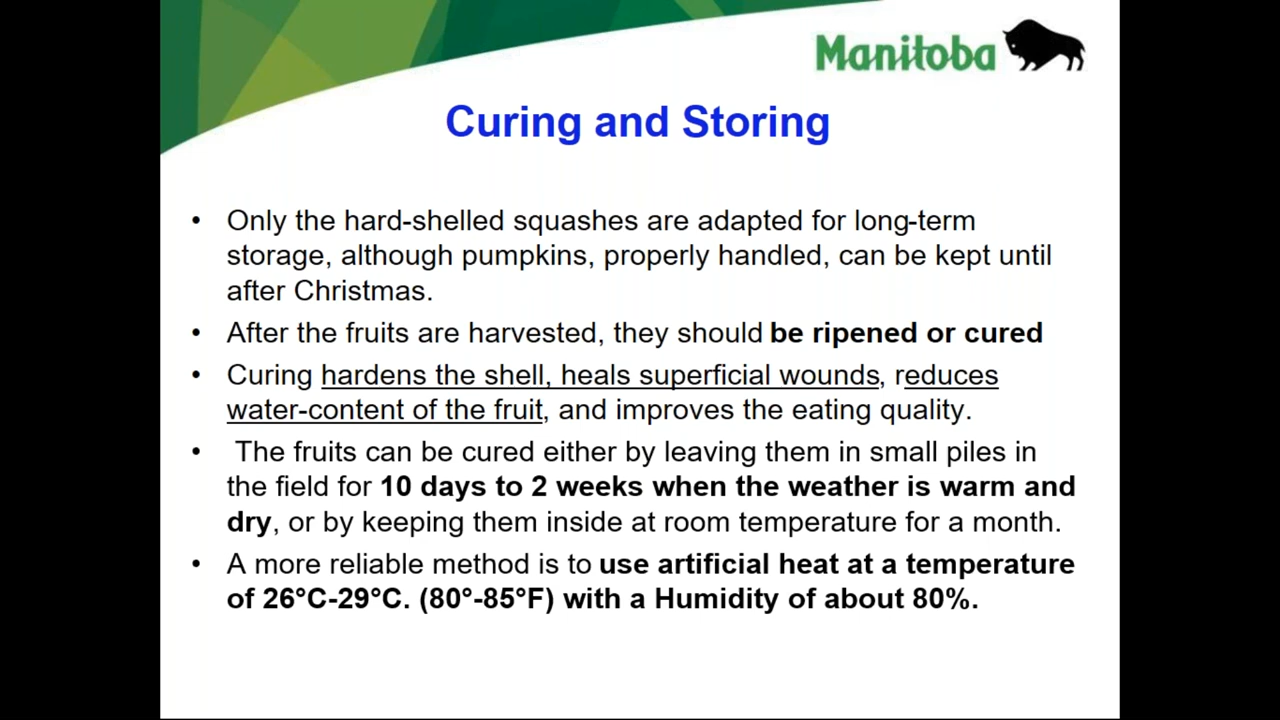 Manitoba
Curing and Storing
• Only the hard-shelled squashes are adapted for long-term
storage, although pumpkins, properly handled, can be kept until
after Christmas.
• After the fruits are harvested, they should be ripened or cured
• Curing hardens the shell, heals superficial wounds, reduces
water-content of the fruit, and improves the eating quality.
• The fruits can be cured either by leaving them in small piles in
the field for 10 days to 2 weeks when the weather is warm and
dry, or by keeping them inside at room temperature for a month.
• A more reliable method is to use artificial heat at a temperature
of 26°C-29°C. (80°-85°F) with a Humidity of about 80%.